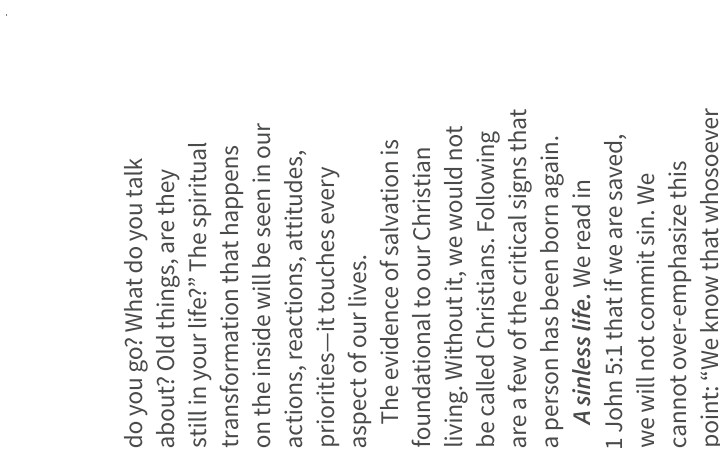 do you go? What do you talk
about? Old things, are they
still in your life?” The spiritual
transformation that happens
on the inside will be seen in our
actions, reactions, attitudes,
priorities—it touches every
aspect of our lives.
The evidence of salvation is
foundational to our Christian
living. Without it, we would not
be called Christians. Following
are a few of the critical signs that
a person has been born again.
A sinless life. We read in
1 John 5:1 that if we are saved,
we will not commit sin. We
cannot over-emphasize this
point: “We know that whosoever